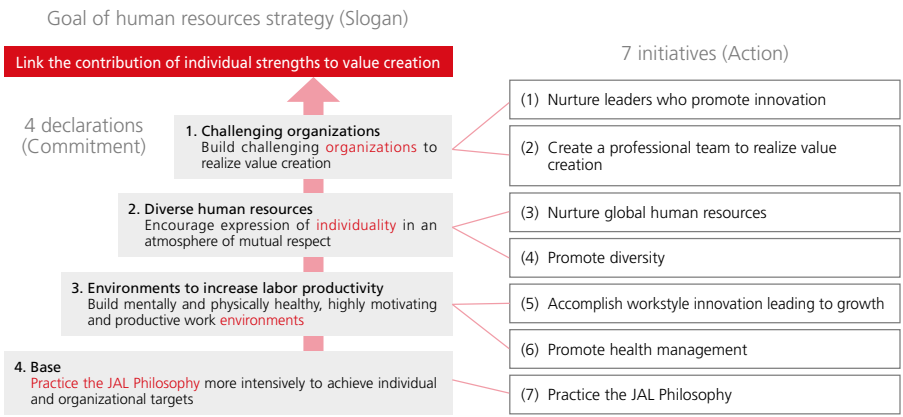 Goal of human resources strategy (Slogan)
Link the contribution of individual strengths to value creation
4 declarations
(Commitment)
1. Challenging organizations
Build challenging organizations to
realize value creation
2. Diverse human resources
Encourage expression of individuality in an
atmosphere of mutual respect
3. Environments to increase labor productivity
Build mentally and physically healthy, highly motivating
and productive work environments
4. Base
Practice the JAL Philosophy more intensively to achieve individual
and organizational targets
7 initiatives (Action)
(1) Nurture leaders who promote innovation
(2) Create a professional team to realize value
creation
(3) Nurture global human resources
(4) Promote diversity
(5) Accomplish workstyle innovation leading to growth
(6) Promote health management
(7) Practice the JAL Philosophy